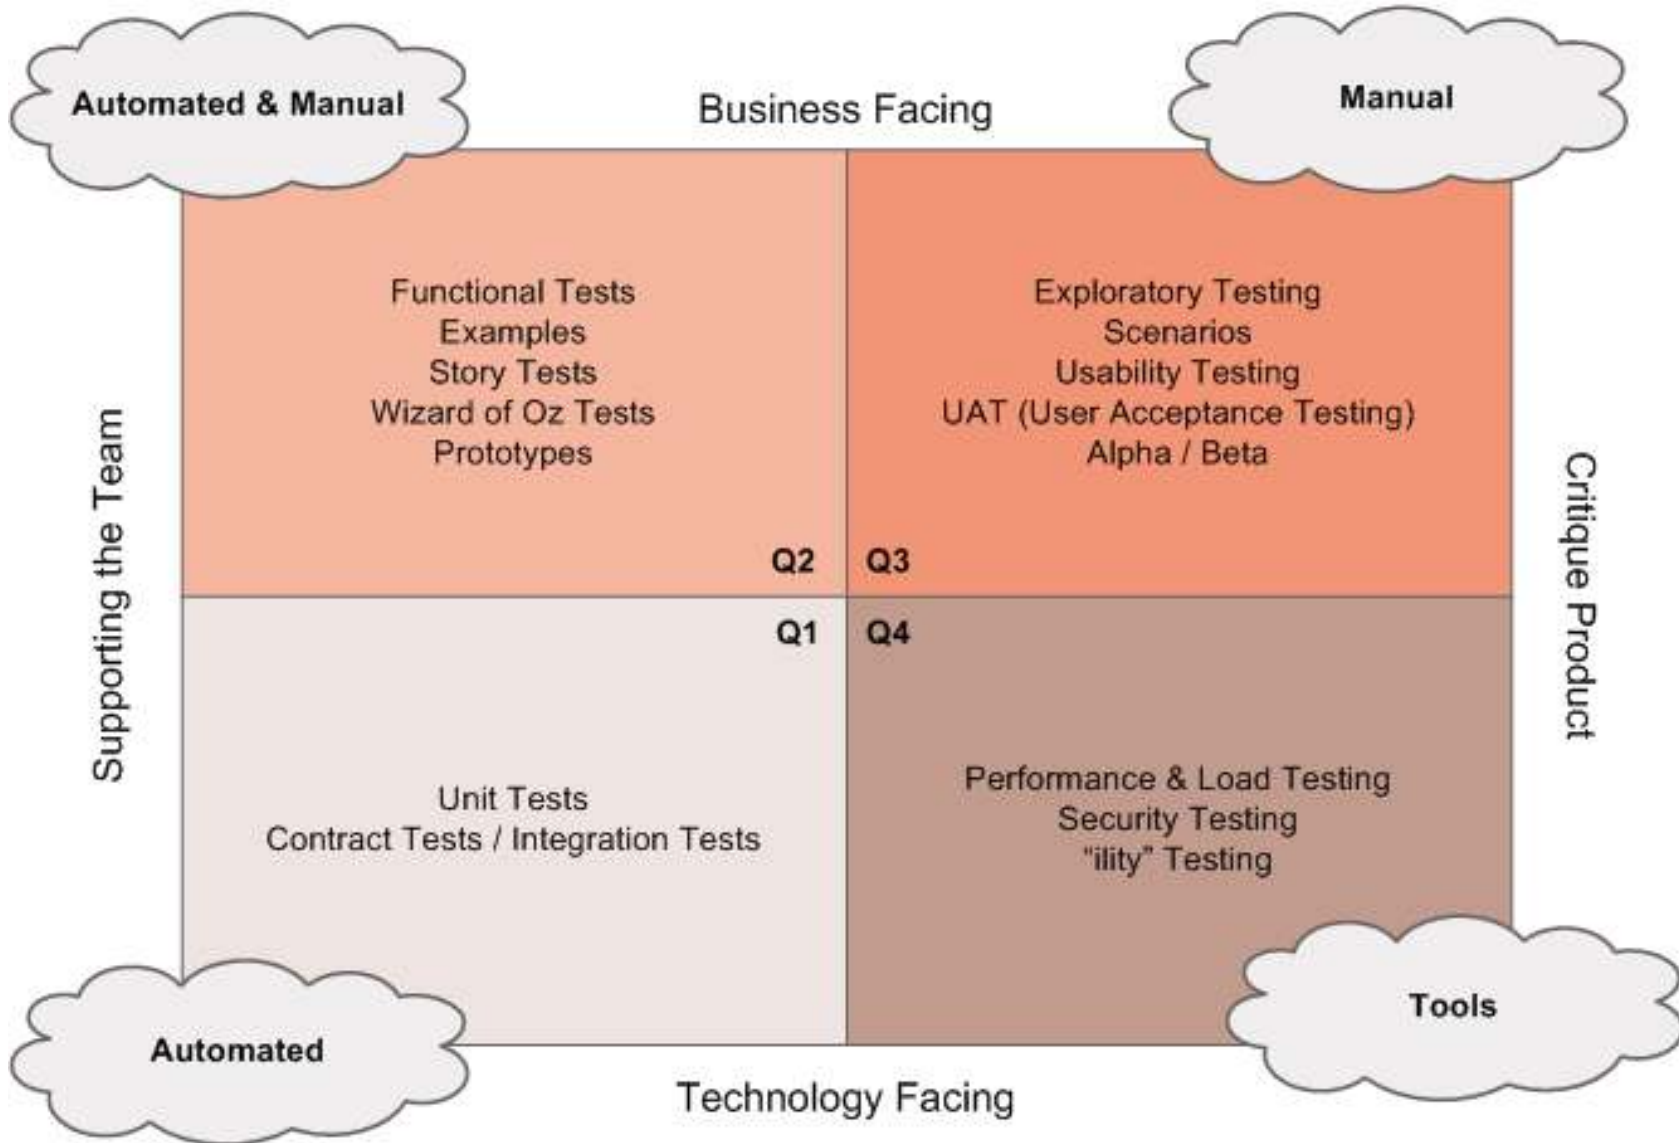 Automated & Manual
Business Facing
Manual
Functional Tests
Examples
Story Tests
Wizard of Oz Tests
Prototypes
Exploratory Testing
Scenarios
Usability Testing
UAT (User Acceptance Testing)
Alpha / Beta
Supporting the Team
Critique Product
Q2
Q3
Q1
Q4
Unit Tests
Contract Tests / Integration Tests
Performance & Load Testing
Security Testing
“ility” Testing
Automated
Tools
Technology Facing